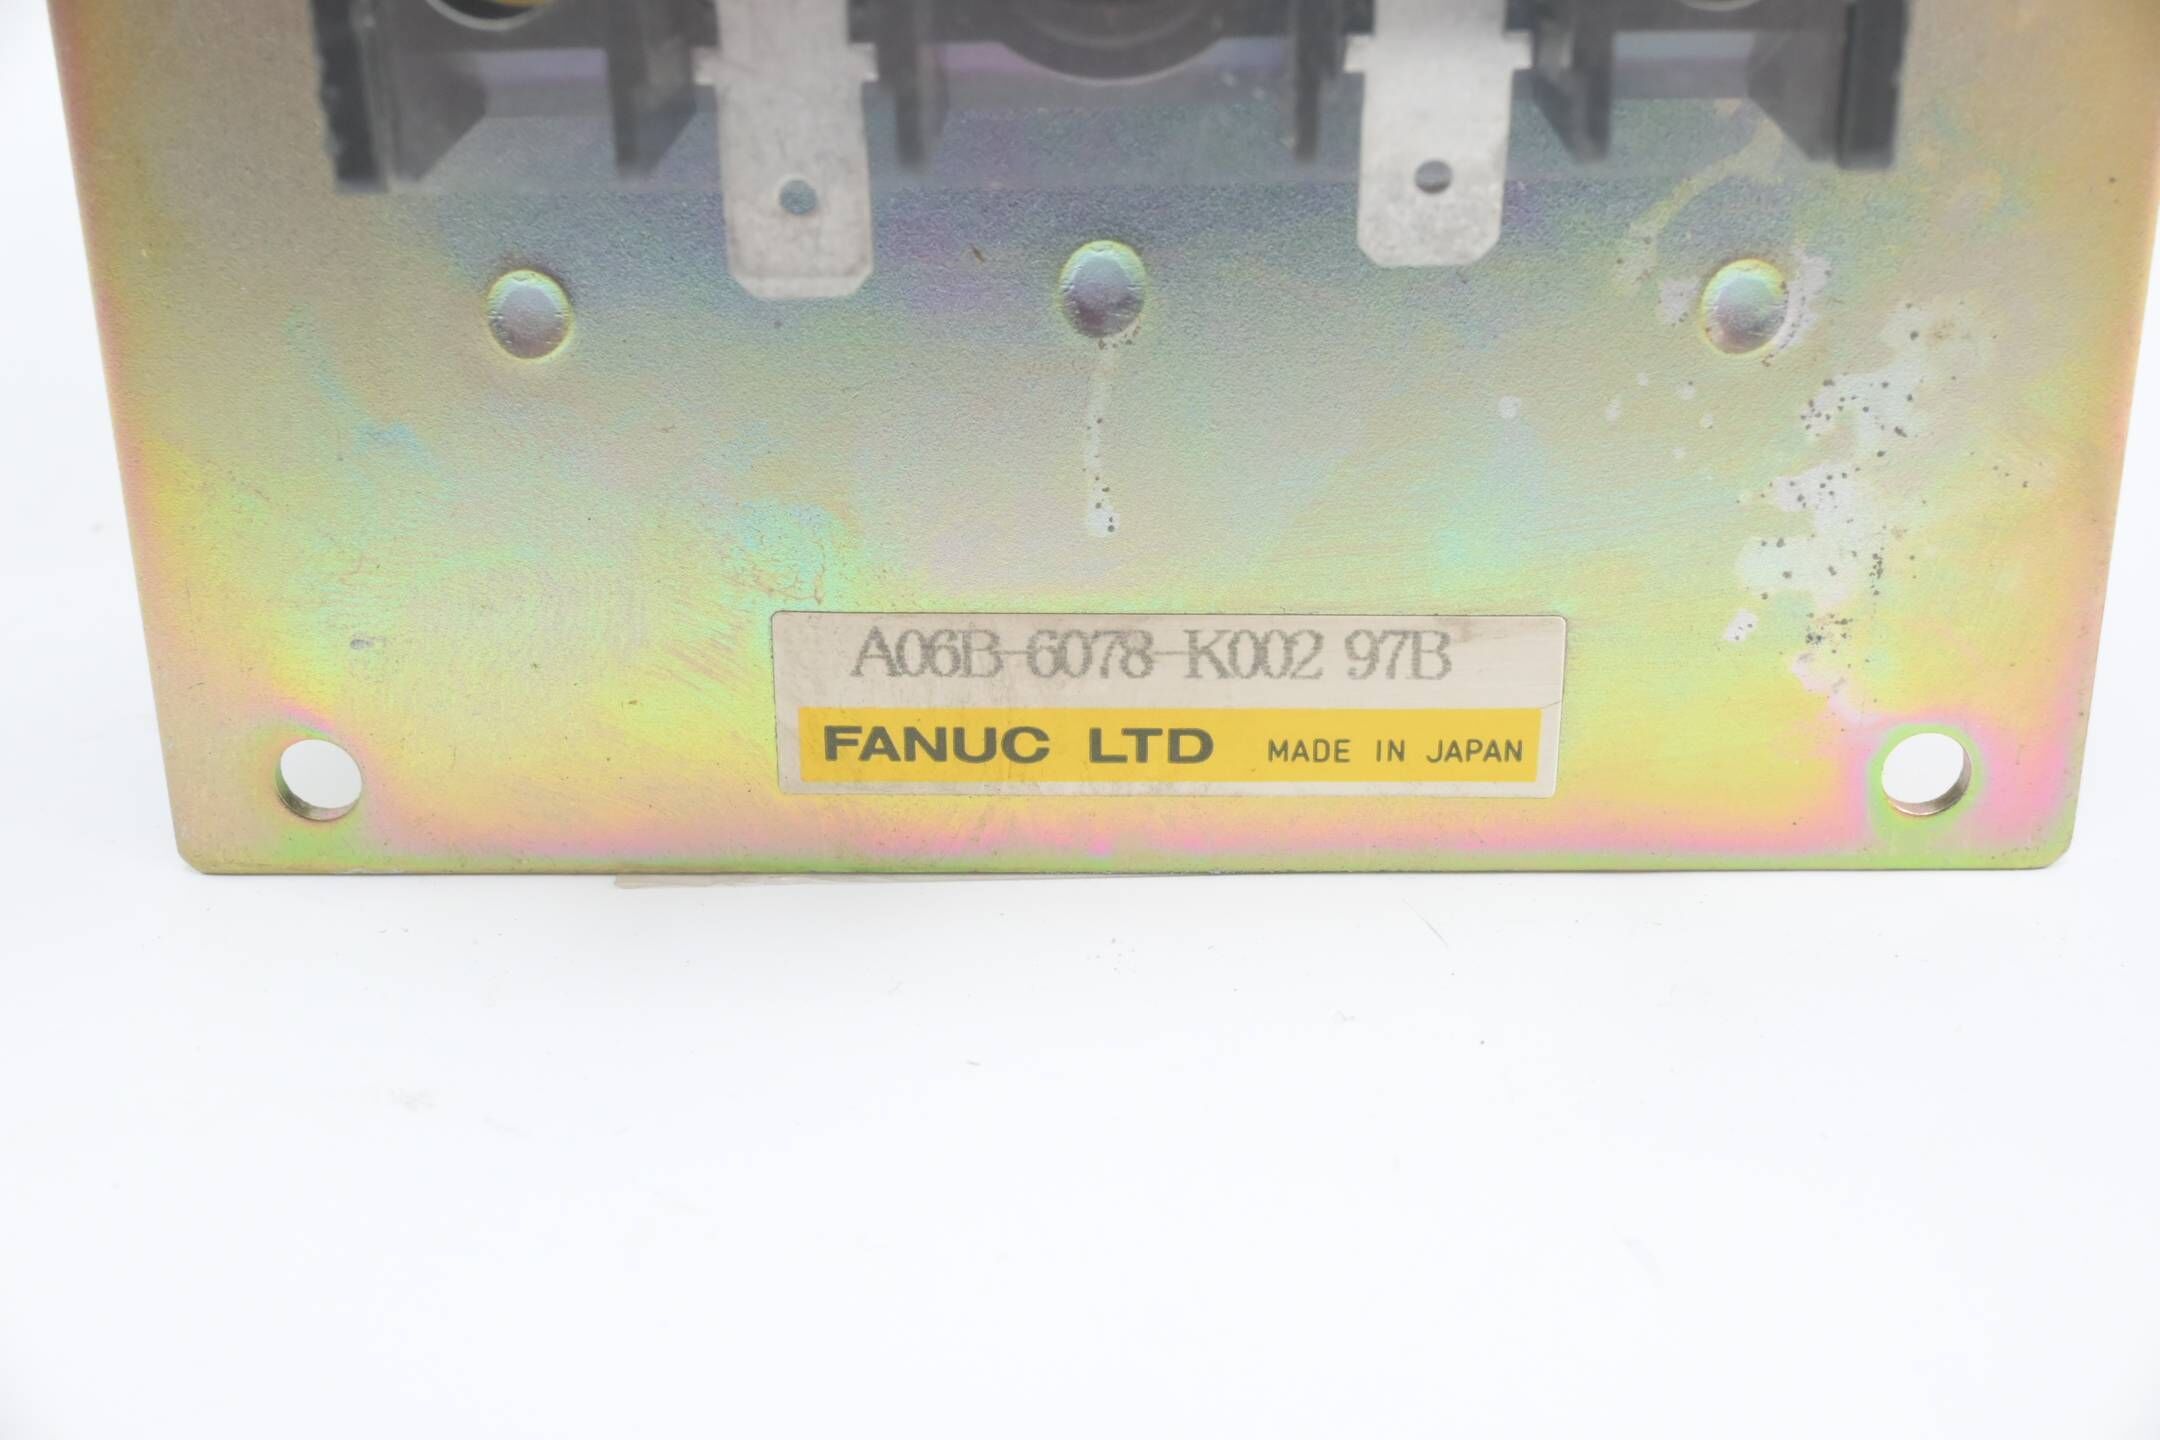 A06B-6078-K002 97B
FANUC LTD MADE IN JAPAN